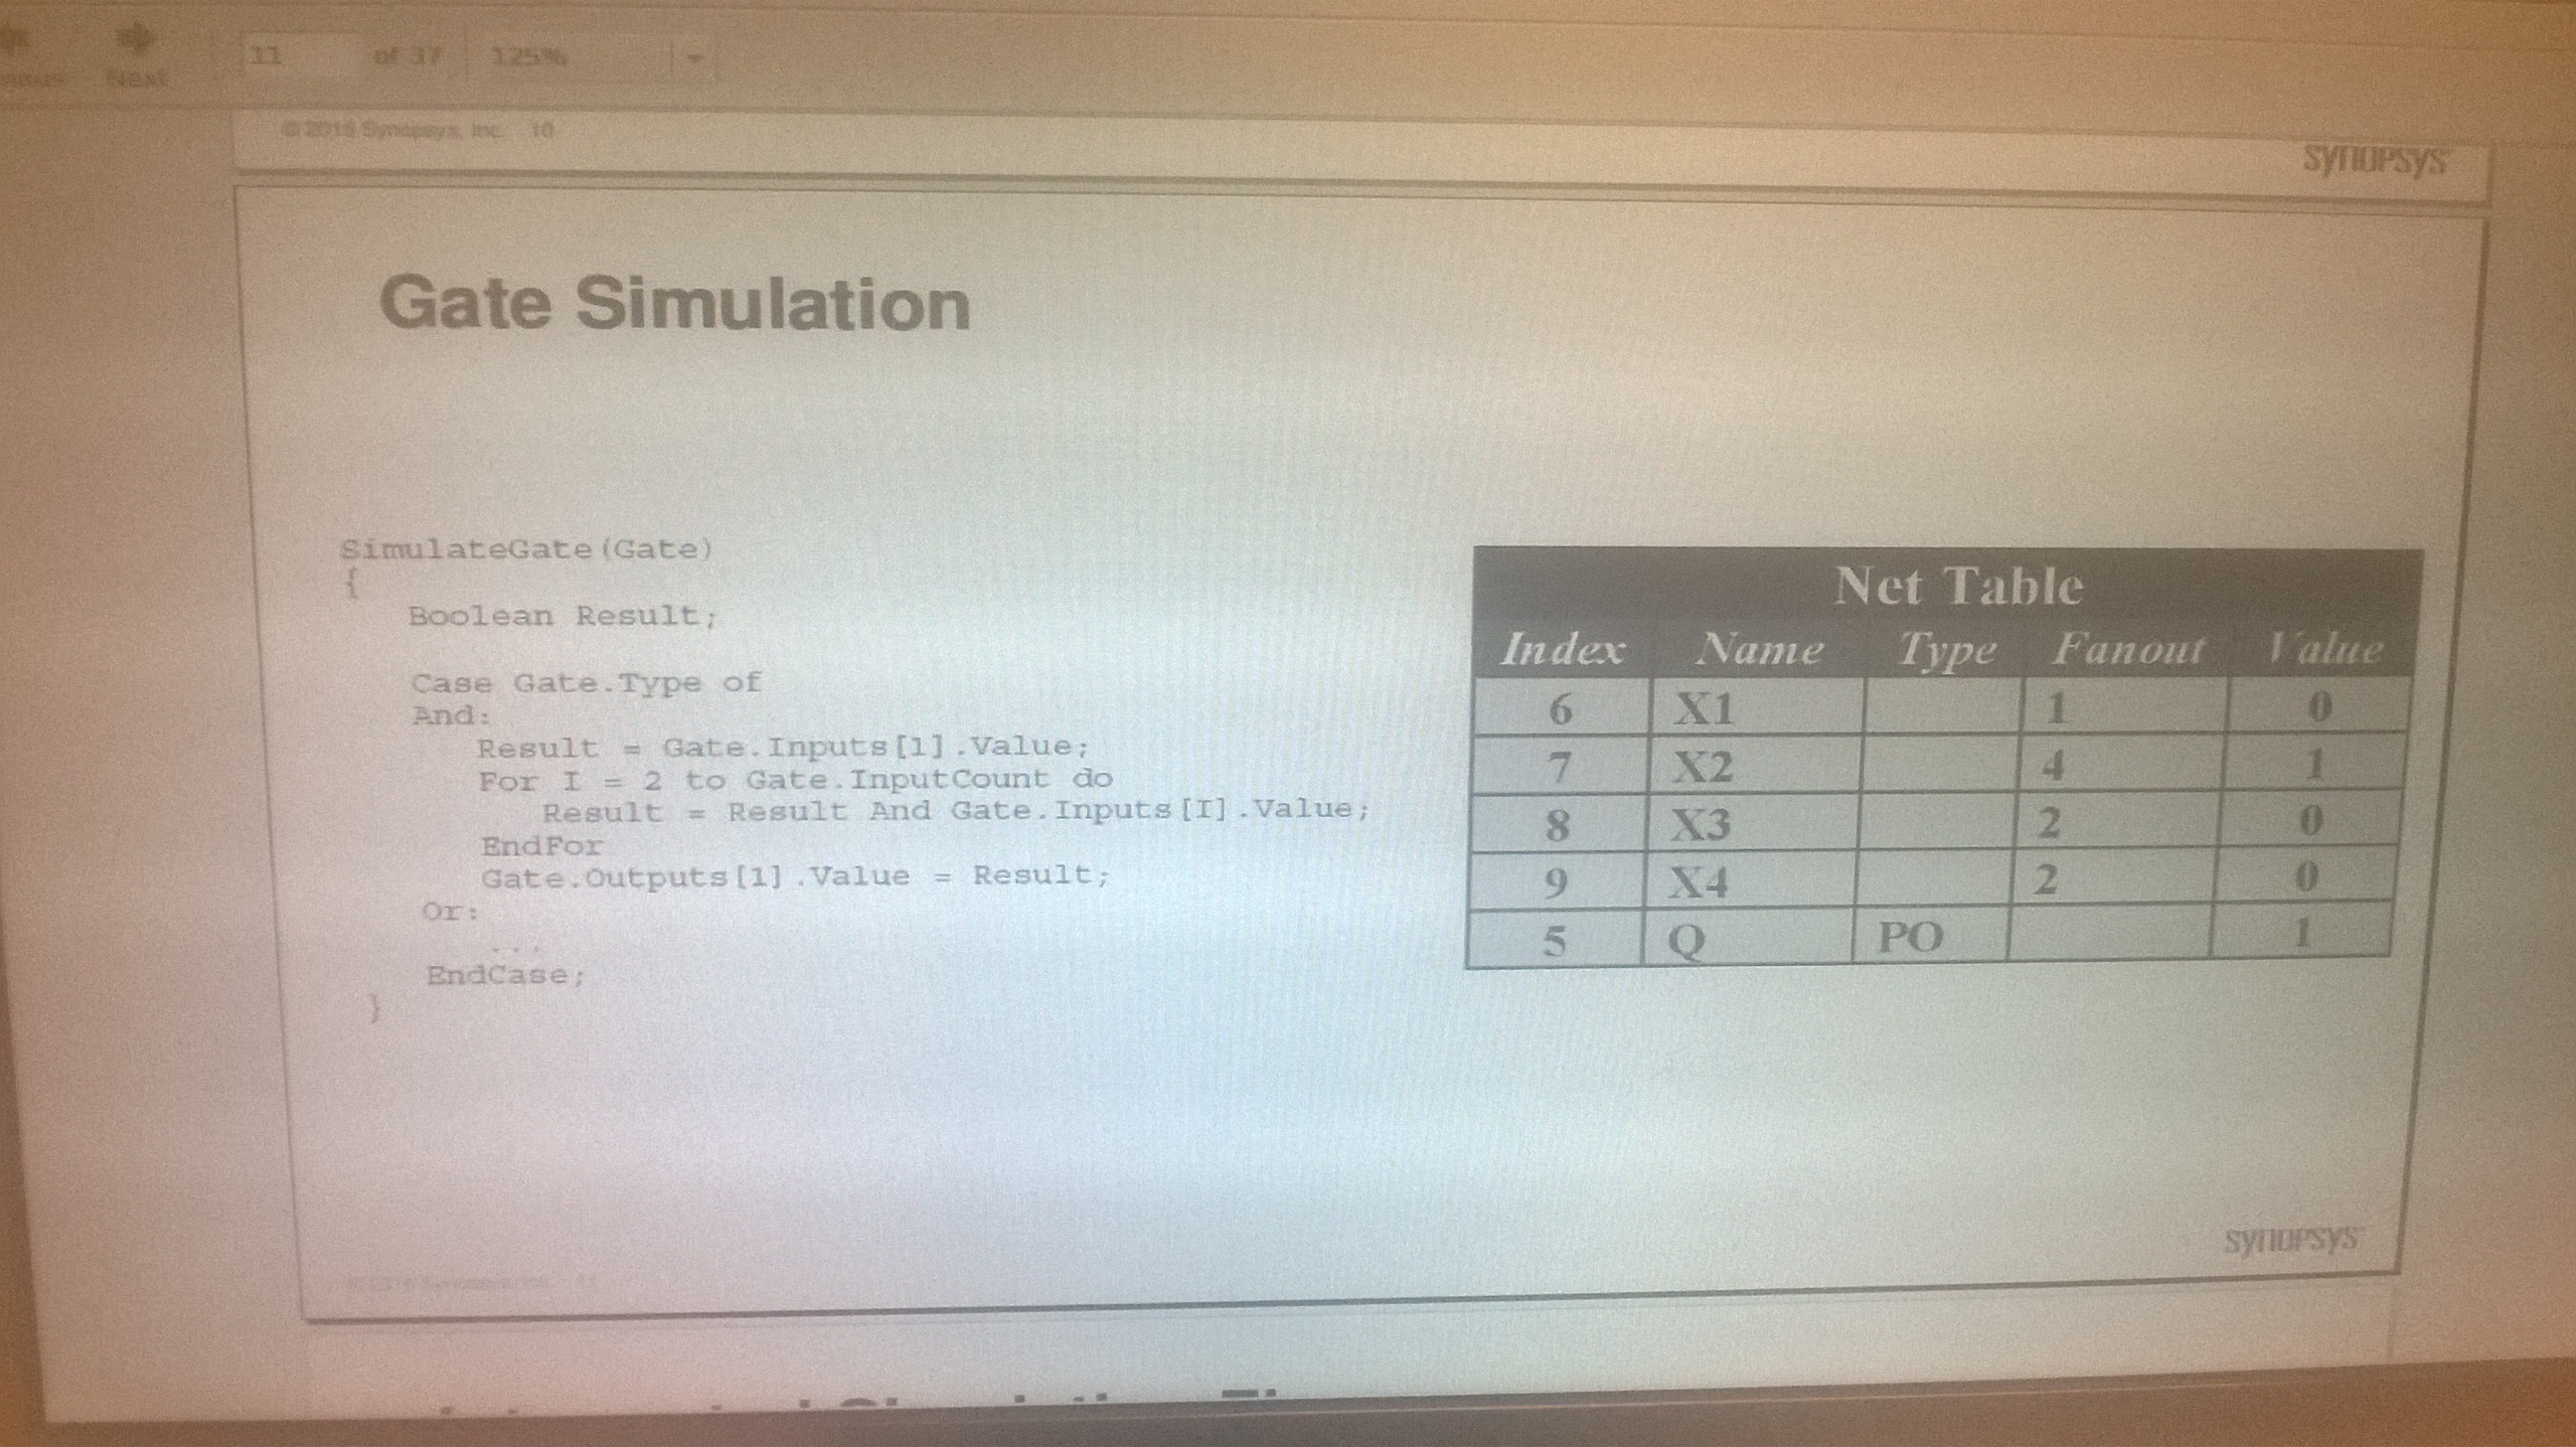 Next
11 of 37 125%
© 2016 Synopsys, Inc. 10
SYNOPSYS
Gate Simulation
SimulateGate(Gate)
{
Boolean Result;
Case Gate.Type of
And:
Result = Gate.Inputs[1].Value;
For I = 2 to Gate.InputCount do
Result = Result And Gate.Inputs[I].Value;
EndFor
Gate.Outputs[1].Value = Result;
Or:
...
EndCase;
}
Net Table
Index Name Type Fanout Value
6 X1 1 0
7 X2 4 1
8 X3 2 0
9 X4 2 0
5 Q PO 1
SYNOPSYS